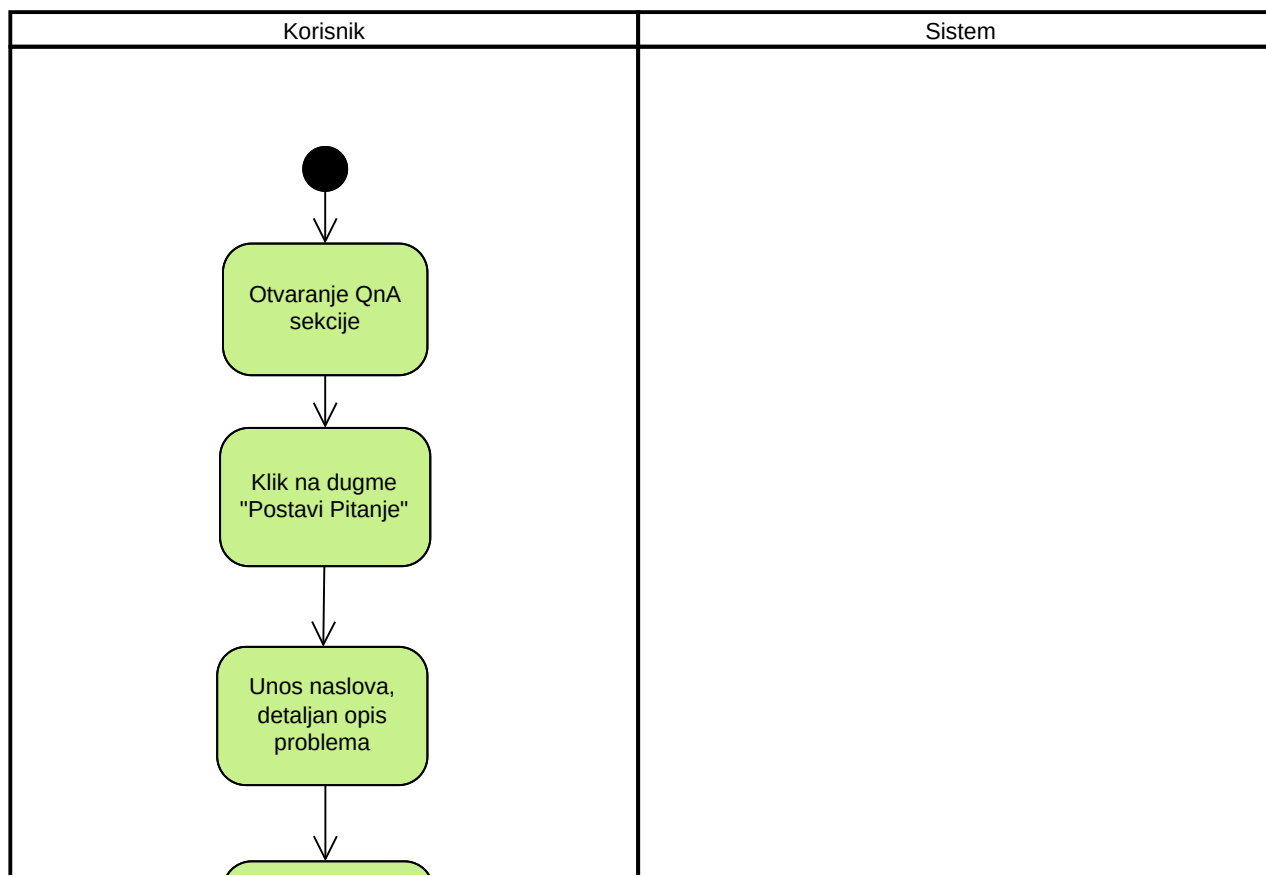 Korisnik
Sistem
Otvaranje QnA
sekcije
Klik na dugme
"Postavi Pitanje"
Unos naslova,
detaljan opis
problema